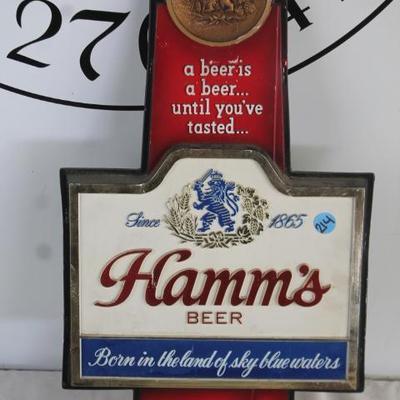 270
a beer is
a beer...
until you've
tasted...
Since 1865
214
Hamm's
BEER
Born in the land of sky blue waters